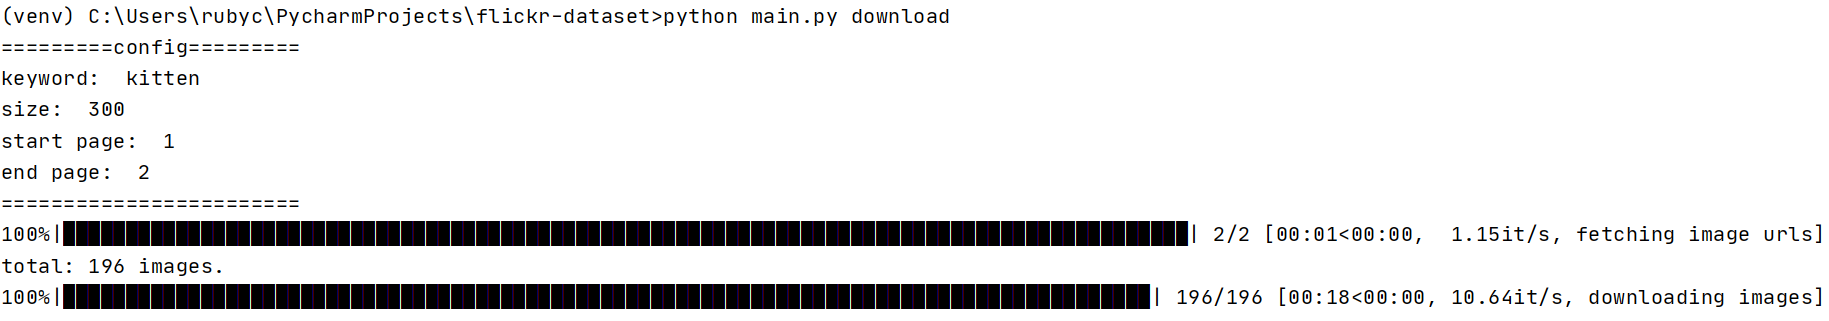 (venv) C:\Users\rubyc\PycharmProjects\flickr-dataset>python main.py download
=========config=========
keyword:  kitten
size:  300
start page:  1
end page:  2
========================
100%|██████████████████████████████████████████████████████████████████████████████████████████| 2/2 [00:01<00:00,  1.15it/s, fetching image urls]
total: 196 images.
100%|███████████████████████████████████████████████████████████████████████████████████████| 196/196 [00:18<00:00, 10.64it/s, downloading images]